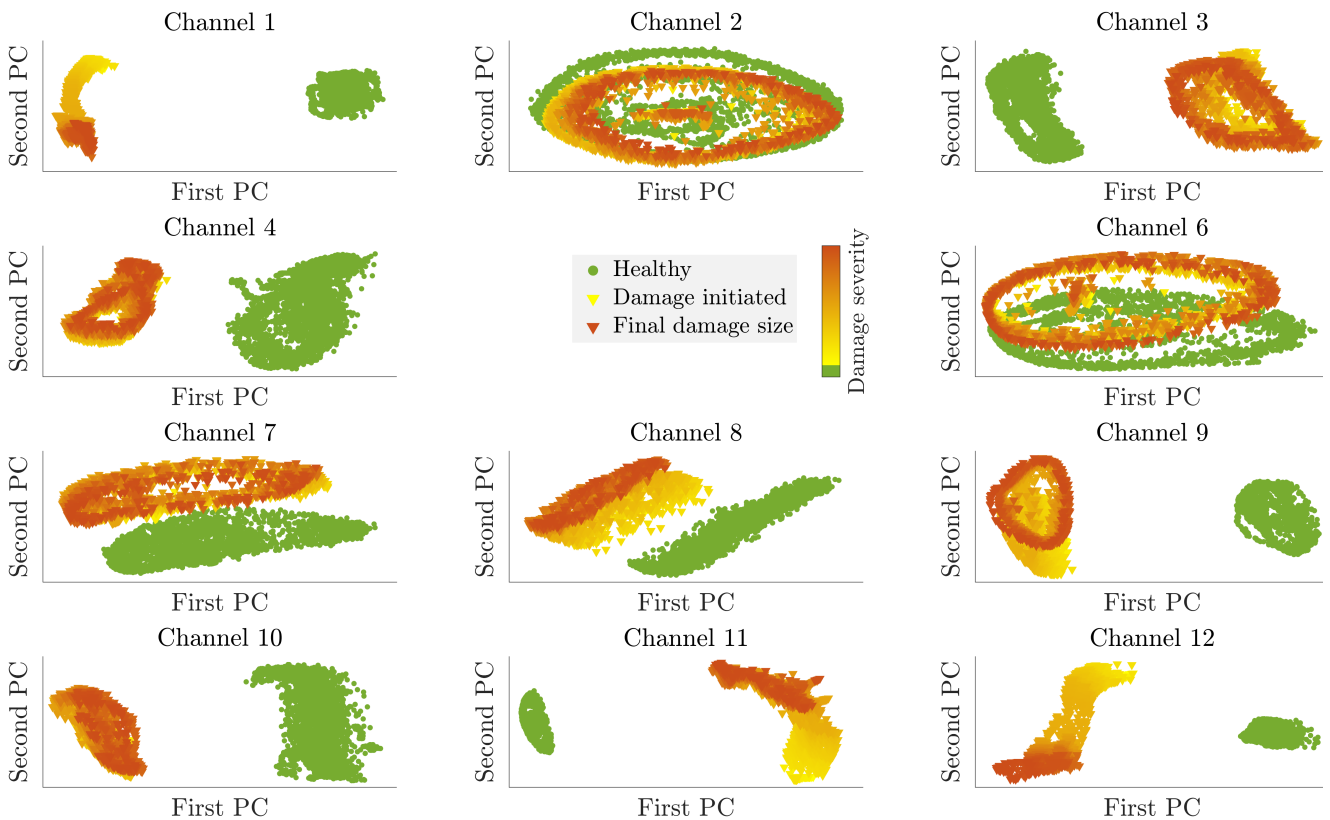 Channel 1
Second PC
First PC
Channel 2
Second PC
First PC
Channel 3
Second PC
First PC
Channel 4
Second PC
First PC
Healthy
Damage initiated
Final damage size
Damage severity
Channel 6
Second PC
First PC
Channel 7
Second PC
First PC
Channel 8
Second PC
First PC
Channel 9
Second PC
First PC
Channel 10
Second PC
First PC
Channel 11
Second PC
First PC
Channel 12
Second PC
First PC